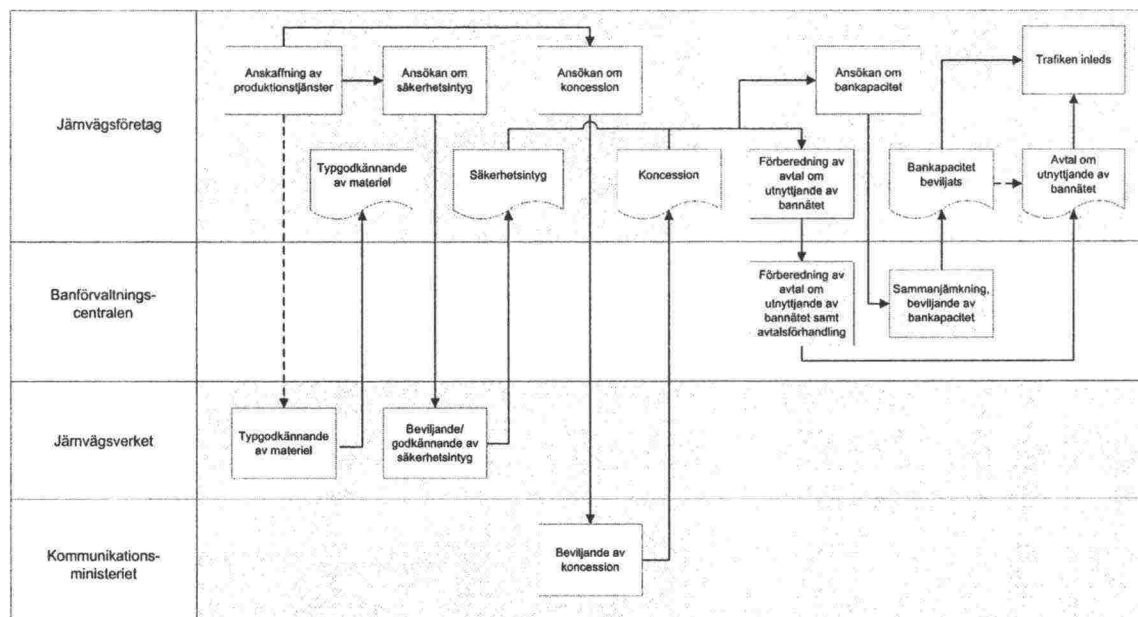 Järnvägsföretag
Anskaffning av
produktionstjänster
Ansökan om
säkerhetsintyg
Ansökan om
koncession
Ansökan om
bankapacitet
Trafiken inleds
Typgodkännande
av materiel
Säkerhetsintyg
Koncession
Förberedning av
avtal om
utnyttjande av
bannätet
Bankapacitet
beviljats
Avtal om
utnyttjande av
bannätet
Banförvaltnings-
centralen
Förberedning av
avtal om
utnyttjande av
bannätet samt
avtalsförhandling
Sammanjämkning,
beviljande av
bankapacitet
Järnvägsverket
Typgodkännande
av materiel
Beviljande/
godkännande av
säkerhetsintyg
Kommunikations-
ministeriet
Beviljande av
koncession